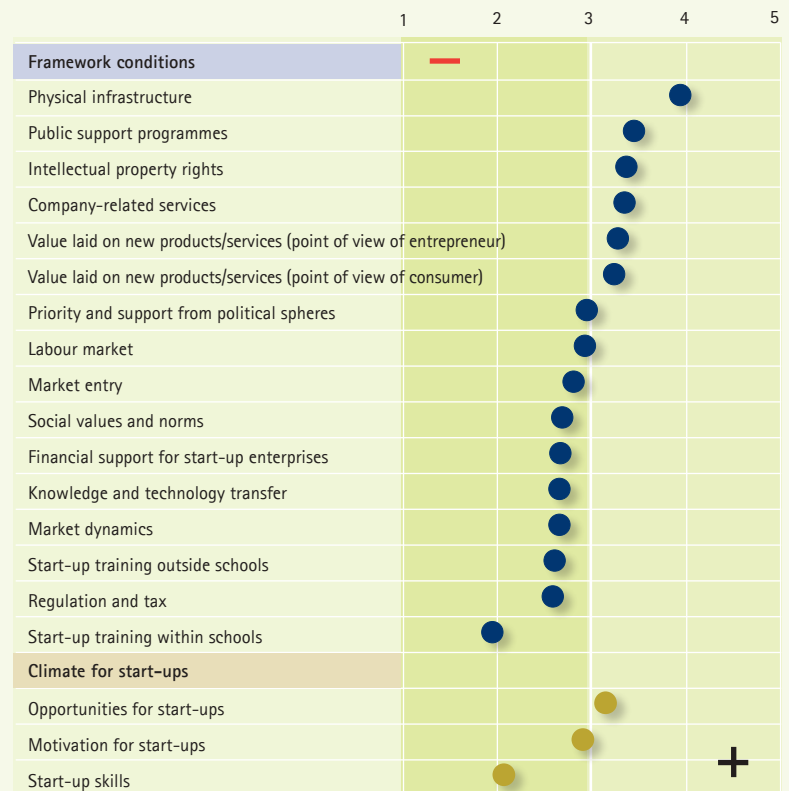 1 2 3 4 5
Framework conditions
Physical infrastructure
Public support programmes
Intellectual property rights
Company-related services
Value laid on new products/services (point of view of entrepreneur)
Value laid on new products/services (point of view of consumer)
Priority and support from political spheres
Labour market
Market entry
Social values and norms
Financial support for start-up enterprises
Knowledge and technology transfer
Market dynamics
Start-up training outside schools
Regulation and tax
Start-up training within schools
Climate for start-ups
Opportunities for start-ups
Motivation for start-ups
Start-up skills